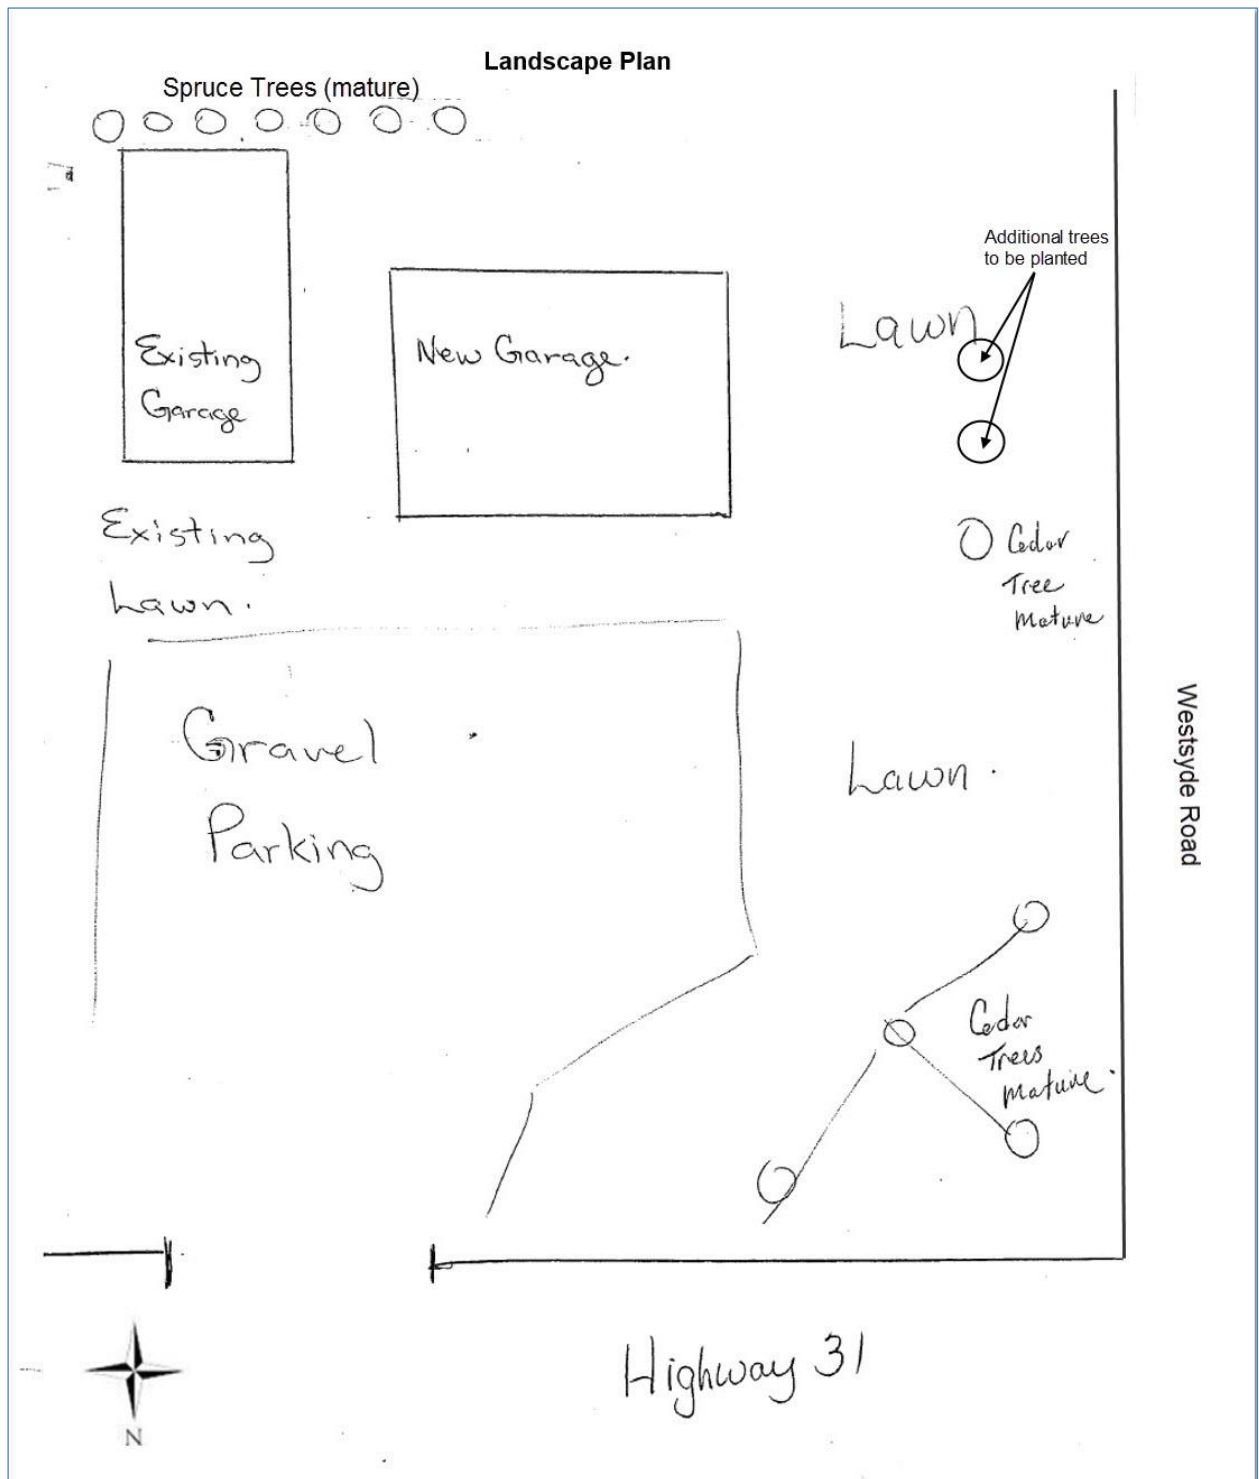 Landscape Plan
Spruce Trees (mature)
Additional trees
to be planted
Lawn
Existing
Garage
New Garage.
Existing
Lawn.
Cedar
Tree
Mature
Westsyde Road
Gravel
Parking
Lawn.
Cedar
Trees
Mature.
Highway 31
N